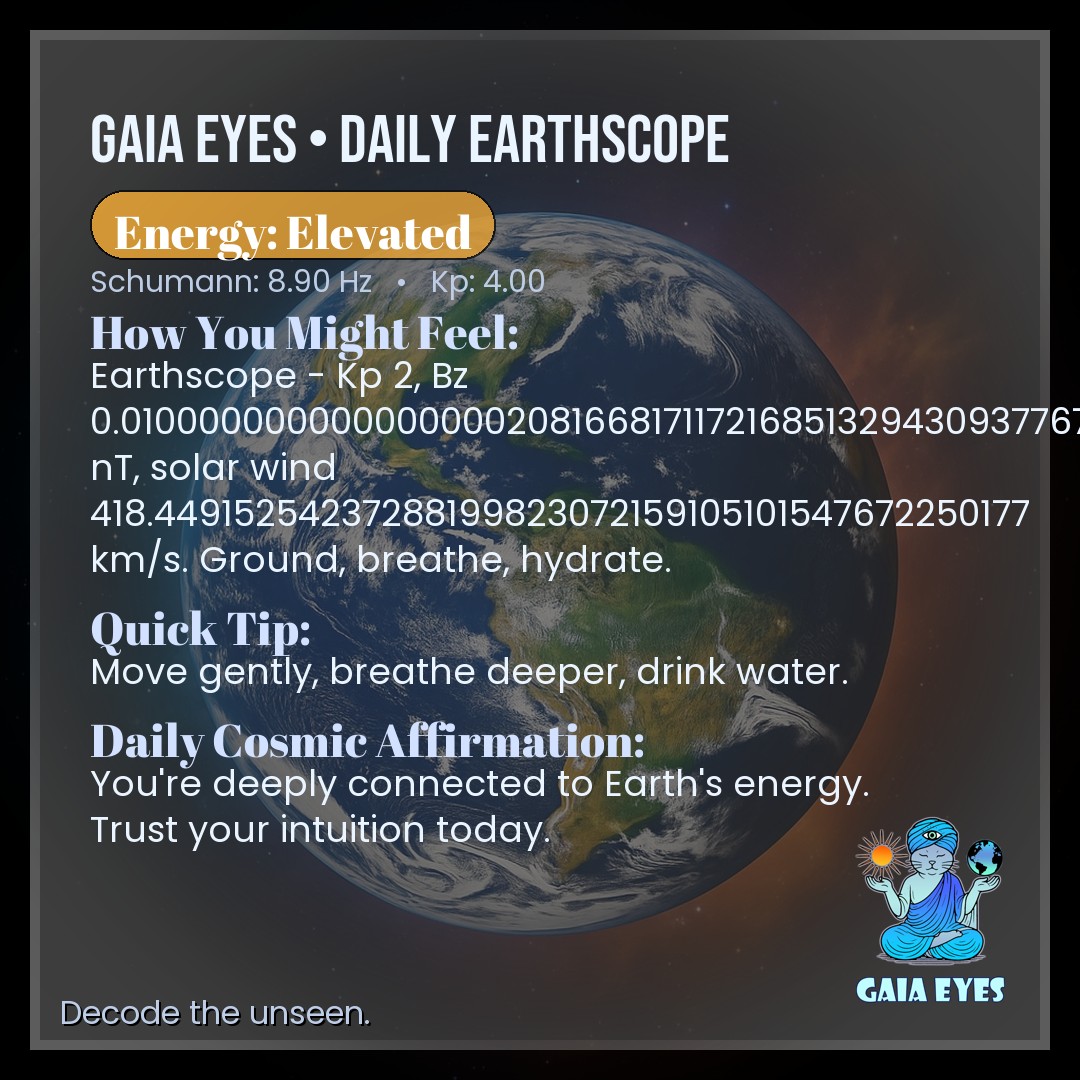 GAIA EYES • DAILY EARTHSCOPE
Energy: Elevated
Schumann: 8.90 Hz • Kp: 4.00
How You Might Feel:
Earthscope - Kp 2, Bz
0.0100000000000000000208166817117216851329430937767
nT, solar wind
418.44915254237288199823072159105101547672250177
km/s. Ground, breathe, hydrate.
Quick Tip:
Move gently, breathe deeper, drink water.
Daily Cosmic Affirmation:
You're deeply connected to Earth's energy.
Trust your intuition today.
GAIA EYES
Decode the unseen.